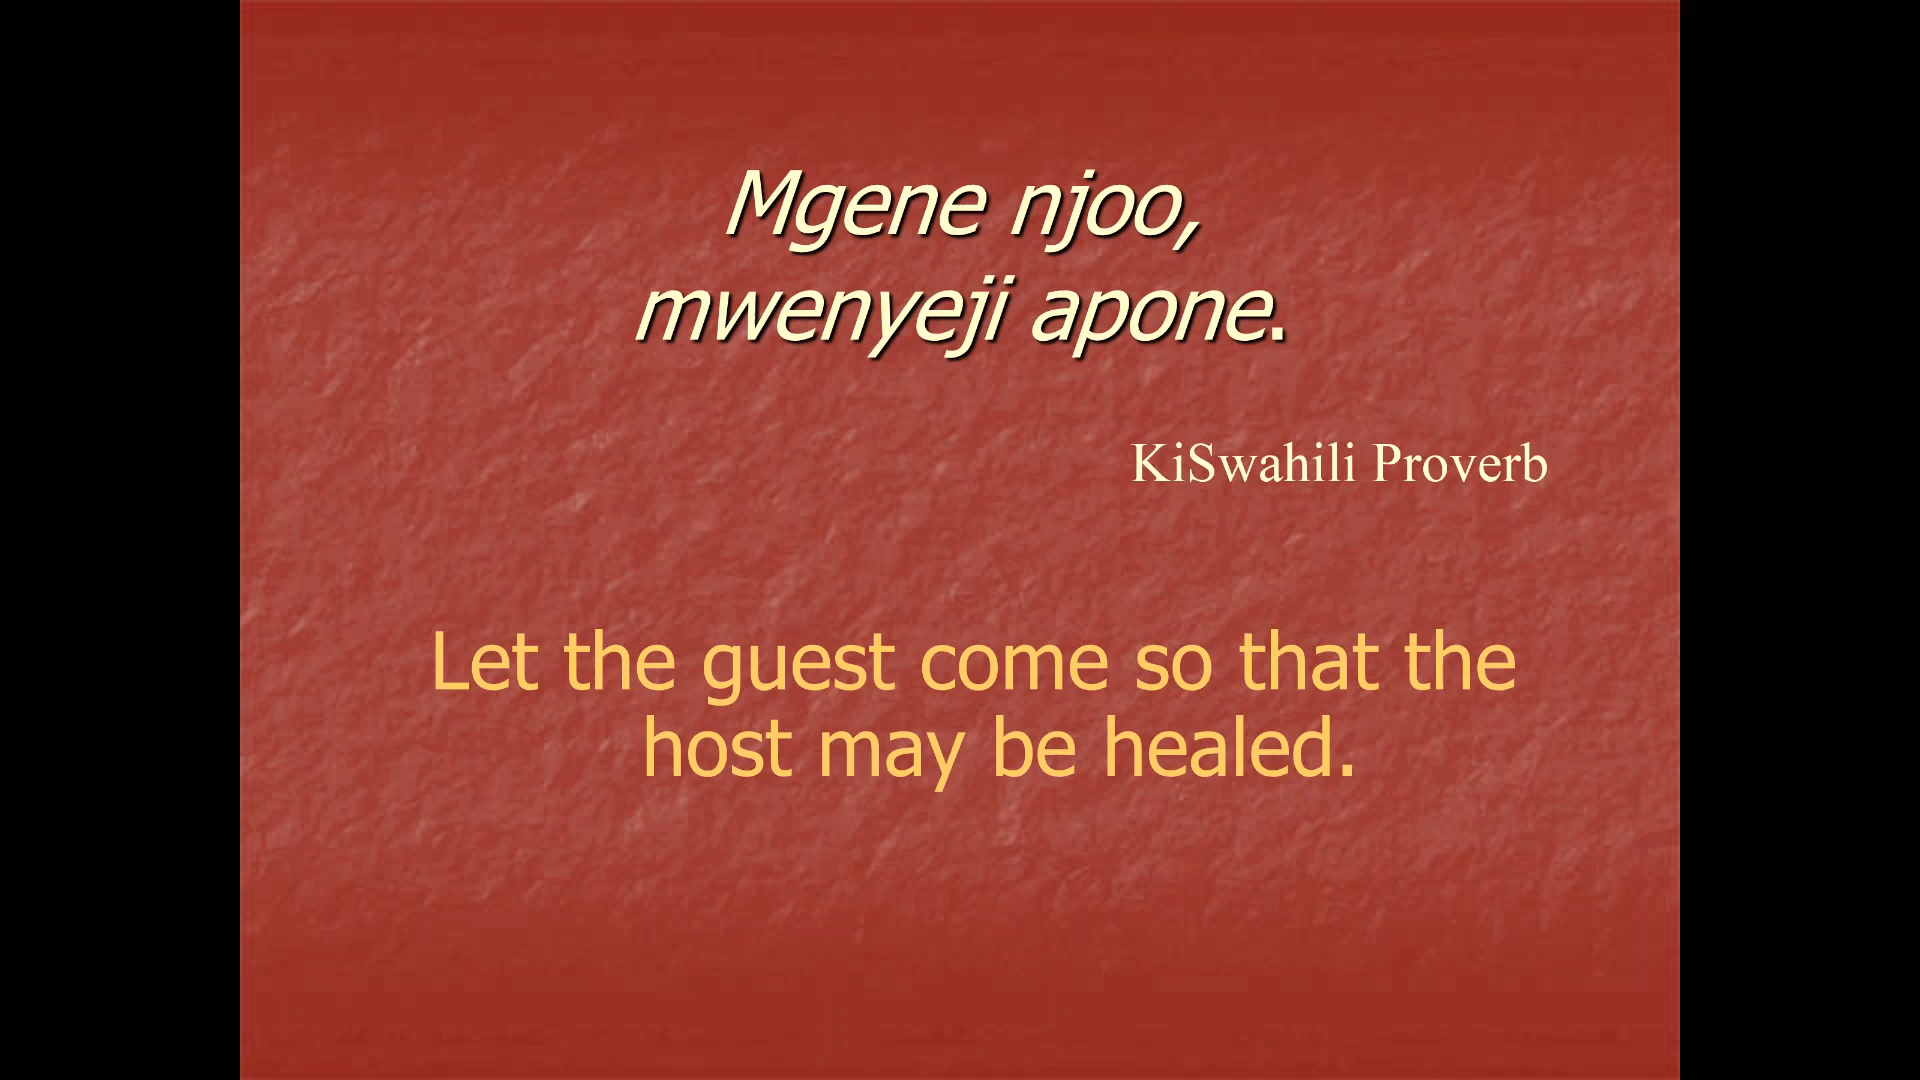 Mgene njoo,
mwenyeji apone.
KiSwahili Proverb
Let the guest come so that the
host may be healed.